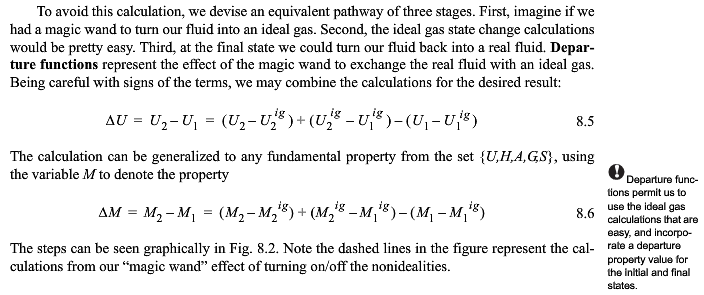 To avoid this calculation, we devise an equivalent pathway of three stages. First, imagine if we
had a magic wand to turn our fluid into an ideal gas. Second, the ideal gas state change calculations
would be pretty easy. Third, at the final state we could turn our fluid back into a real fluid. Depar-
ture functions represent the effect of the magic wand to exchange the real fluid with an ideal gas.
Being careful with signs of the terms, we may combine the calculations for the desired result:
ΔU = U₂ – U₁ = (U₂ – U₂^ig) + (U₂^ig – U₁^ig) – (U₁ – U₁^ig) 8.5
The calculation can be generalized to any fundamental property from the set {U,H,A,G,S}, using
the variable M to denote the property
ΔM = M₂ – M₁ = (M₂ – M₂^ig) + (M₂^ig – M₁^ig) – (M₁ – M₁^ig) 8.6
The steps can be seen graphically in Fig. 8.2. Note the dashed lines in the figure represent the cal-
culations from our “magic wand” effect of turning on/off the nonidealities.
! Departure func-
tions permit us to
use the ideal gas
calculations that are
easy, and incorpo-
rate a departure
property value for
the initial and final
states.